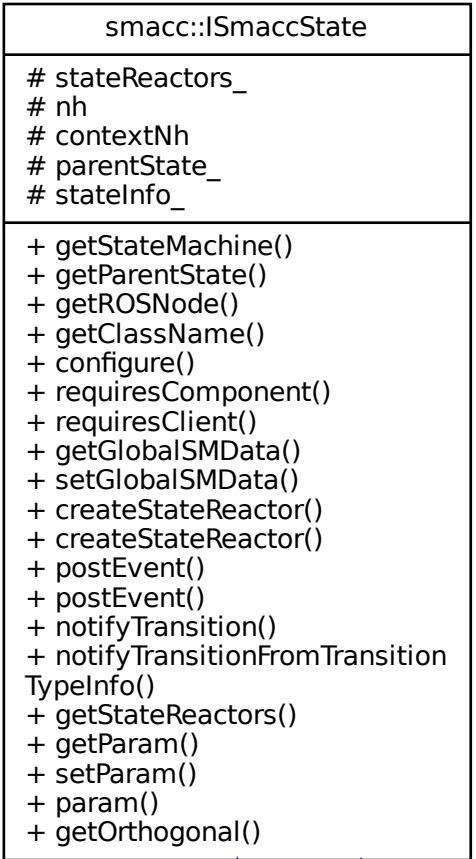 smacc::ISmaccState
# stateReactors_
# nh
# contextNh
# parentState_
# stateInfo_
+ getStateMachine()
+ getParentState()
+ getROSNode()
+ getClassName()
+ configure()
+ requiresComponent()
+ requiresClient()
+ getGlobalSMData()
+ setGlobalSMData()
+ createStateReactor()
+ createStateReactor()
+ postEvent()
+ postEvent()
+ notifyTransition()
+ notifyTransitionFromTransition
TypeInfo()
+ getStateReactors()
+ getParam()
+ setParam()
+ param()
+ getOrthogonal()